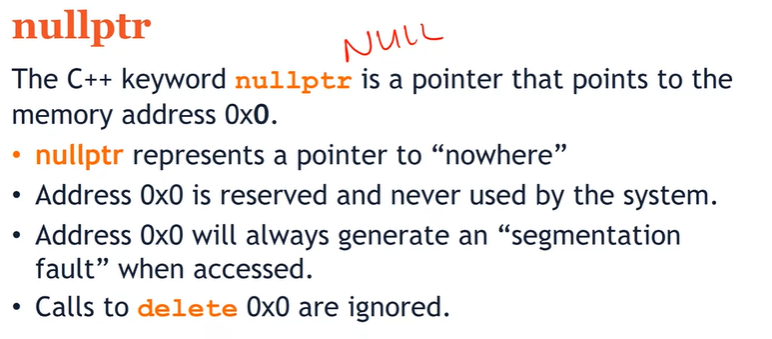 nullptr
NULL
The C++ keyword nullptr is a pointer that points to the
memory address 0x0.
• nullptr represents a pointer to “nowhere”
• Address 0x0 is reserved and never used by the system.
• Address 0x0 will always generate an “segmentation
fault” when accessed.
• Calls to delete 0x0 are ignored.